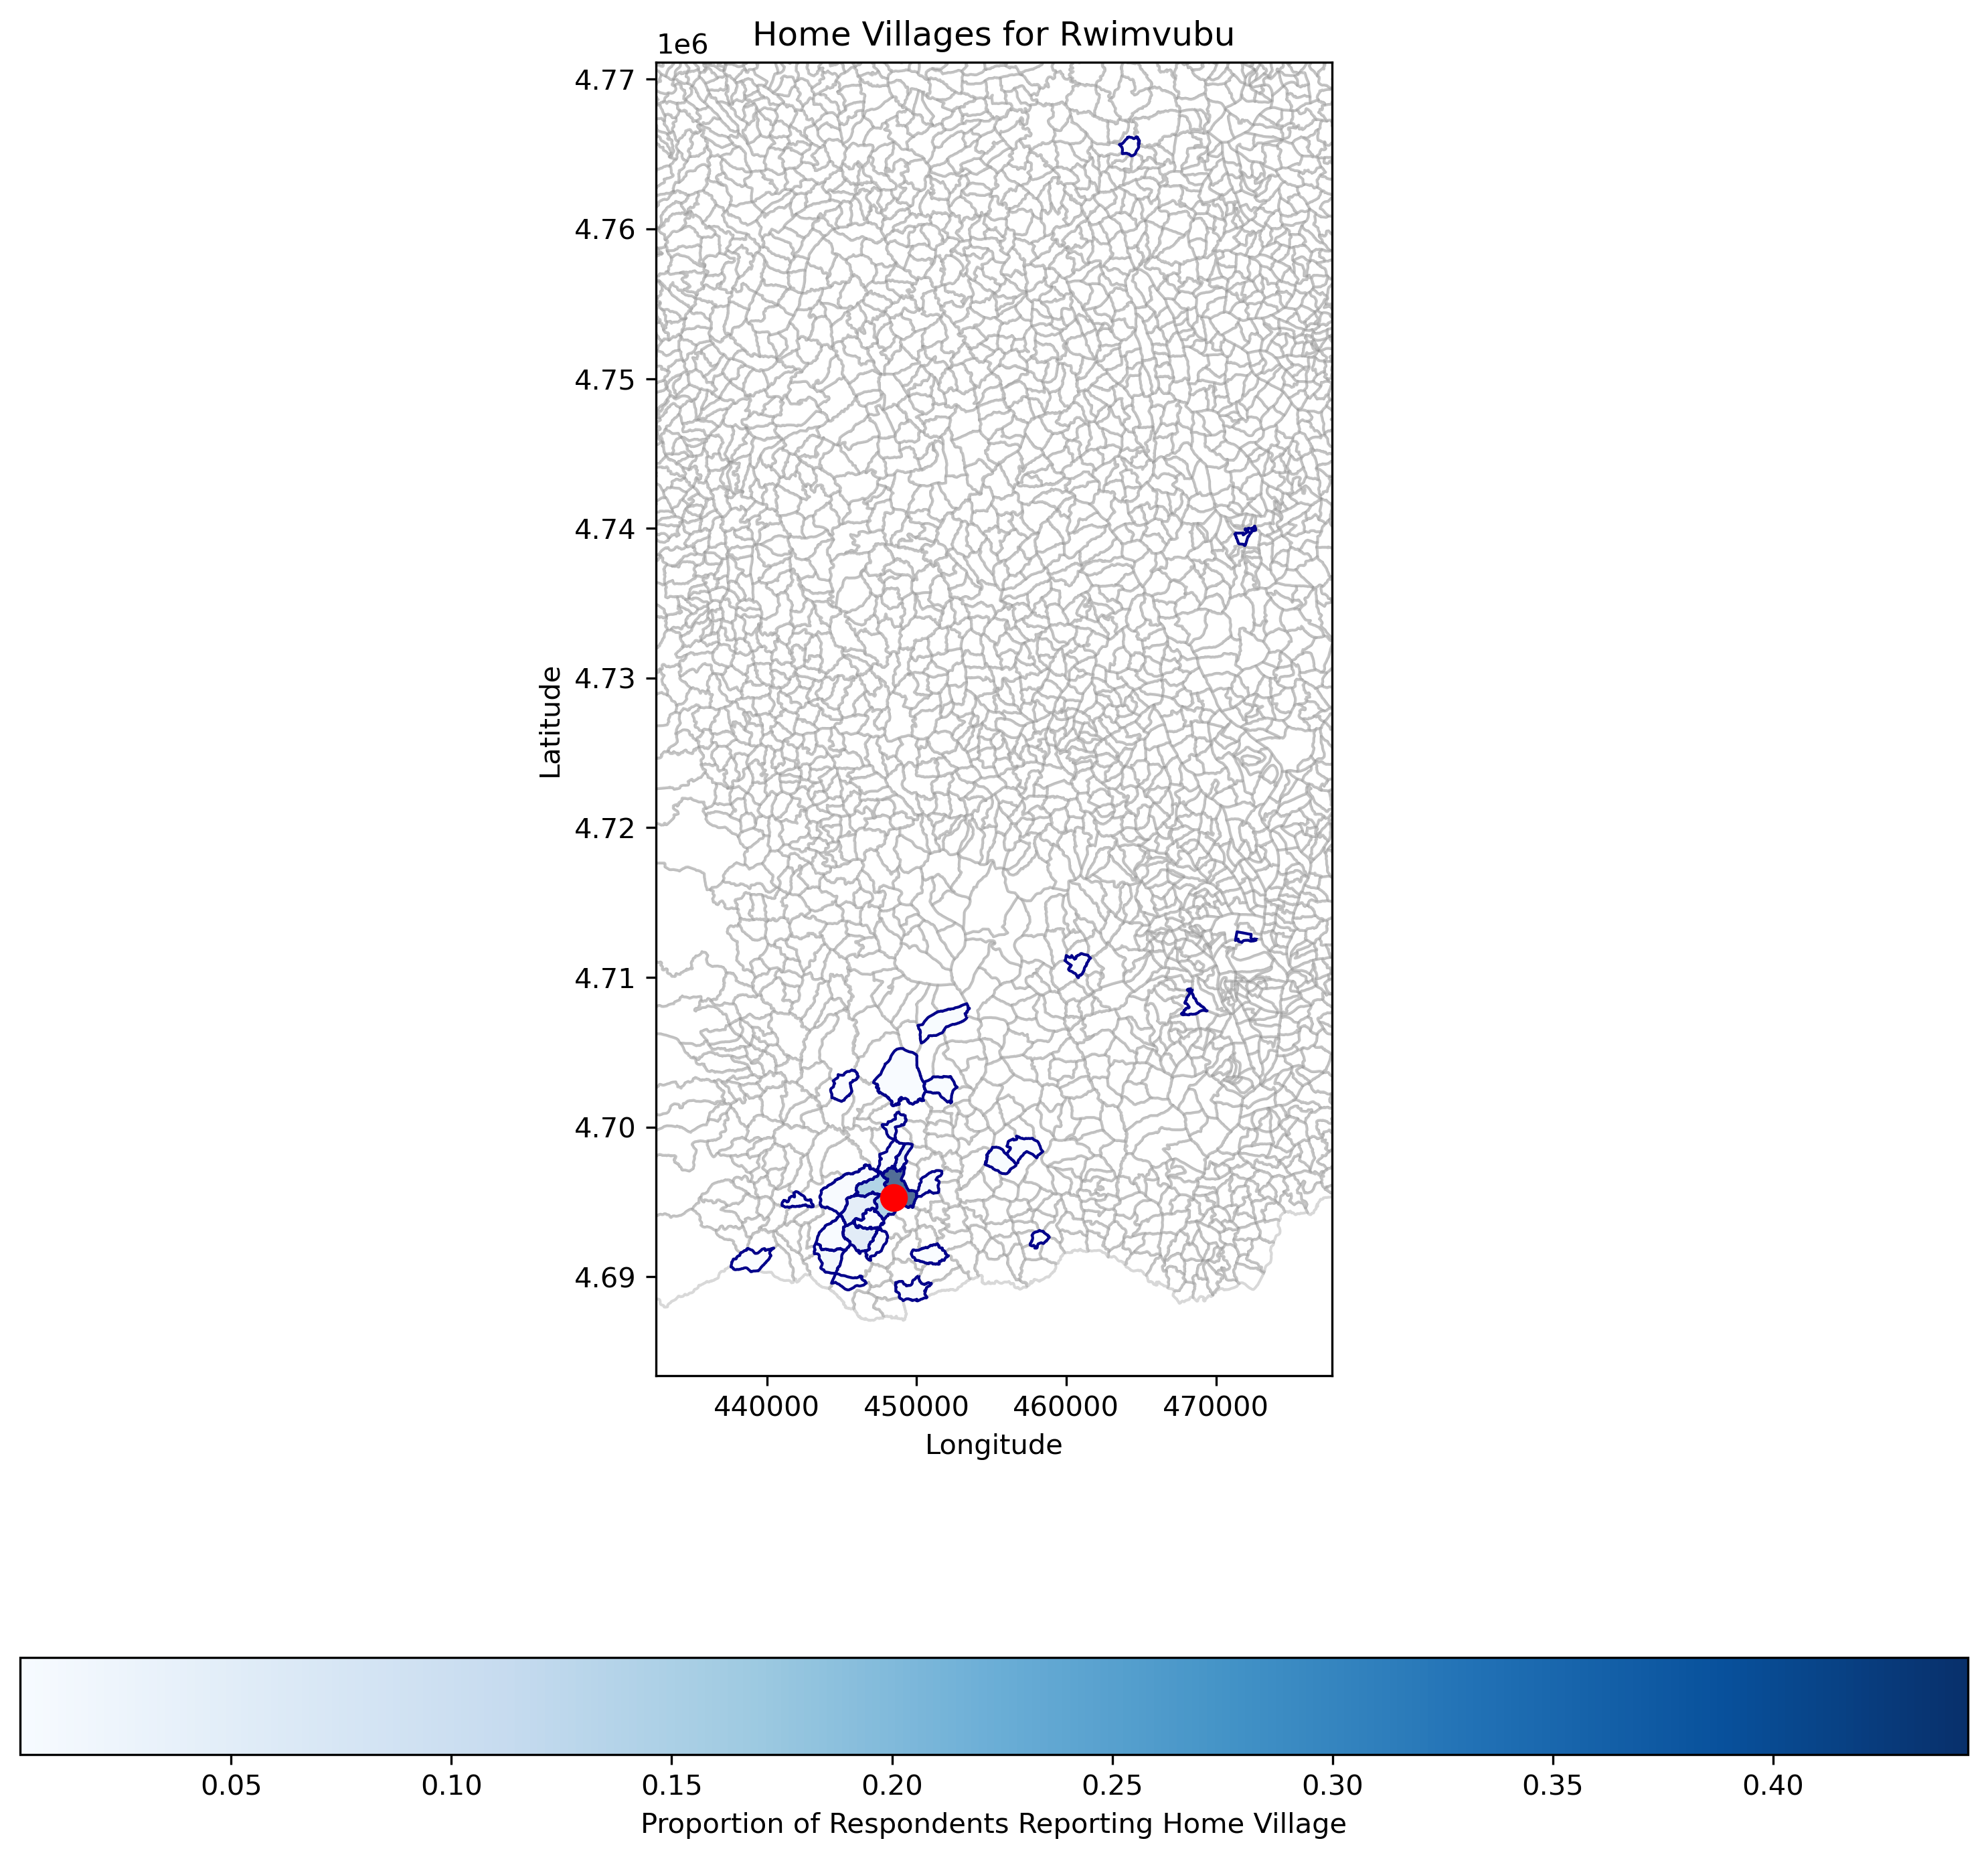 Home Villages for Rwimvubu
1e6
4.77
4.76
4.75
4.74
4.73
4.72
4.71
4.70
4.69
Latitude
440000 450000 460000 470000
Longitude
0.05 0.10 0.15 0.20 0.25 0.30 0.35 0.40
Proportion of Respondents Reporting Home Village